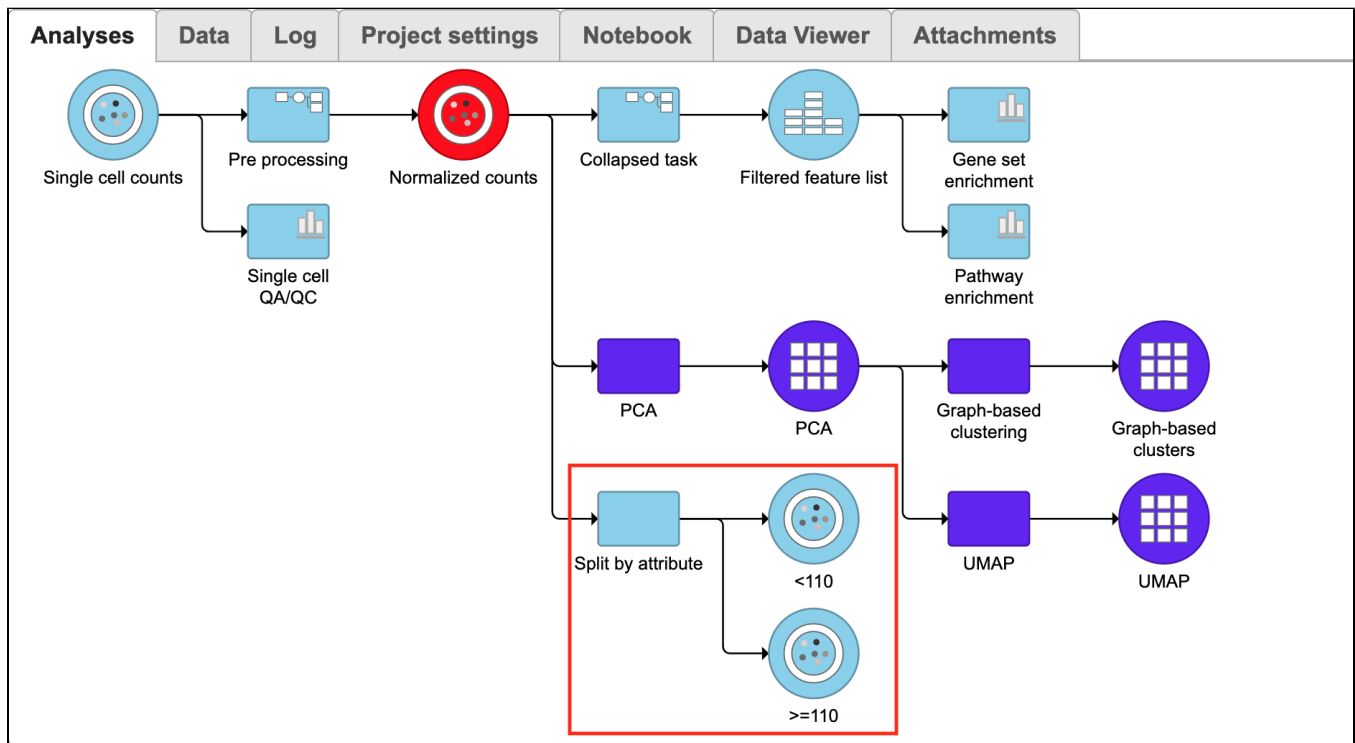 Analyses
Data
Log
Project settings
Notebook
Data Viewer
Attachments
Single cell counts
Pre processing
Normalized counts
Collapsed task
Filtered feature list
Gene set
enrichment
Single cell
QA/QC
Pathway
enrichment
PCA
PCA
Graph-based
clustering
Graph-based
clusters
Split by attribute
<110
UMAP
UMAP
>=110